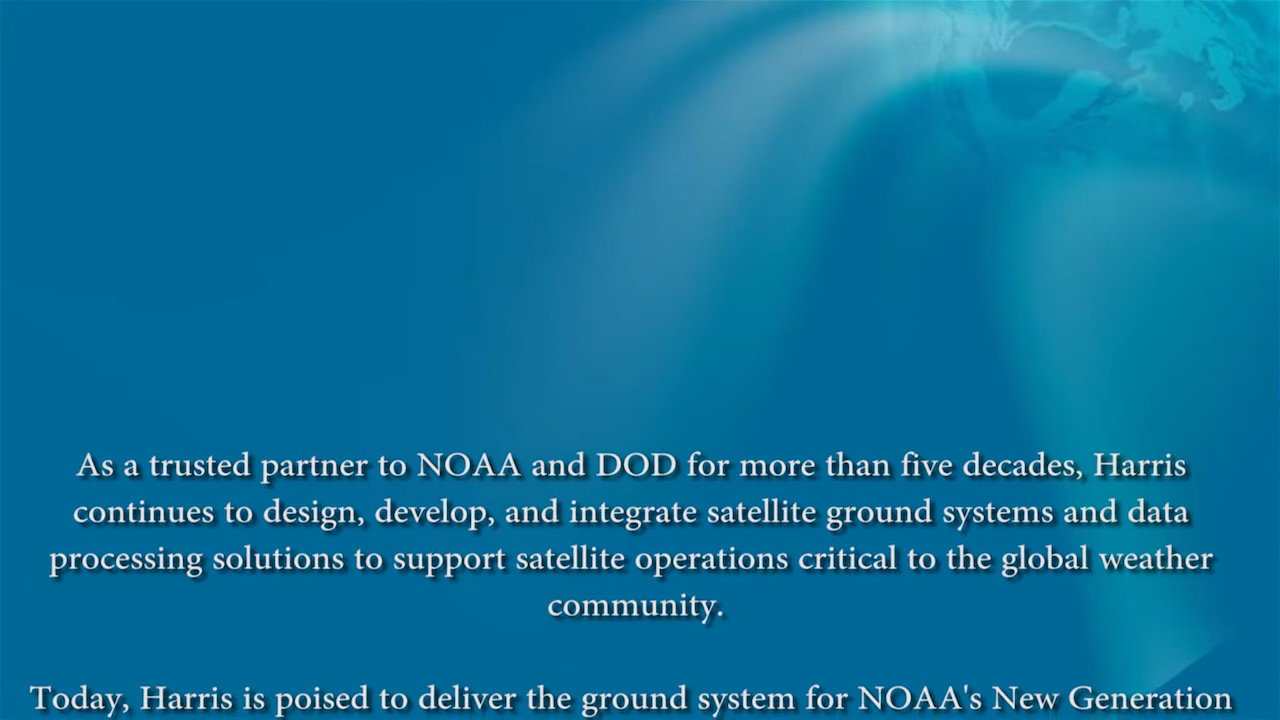 As a trusted partner to NOAA and DOD for more than five decades, Harris
continues to design, develop, and integrate satellite ground systems and data
processing solutions to support satellite operations critical to the global weather
community.
Today, Harris is poised to deliver the ground system for NOAA's New Generation